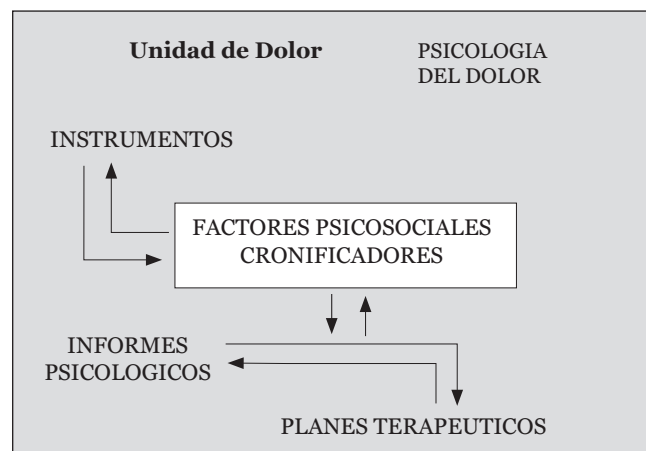 Unidad de Dolor
PSICOLOGIA
DEL DOLOR
INSTRUMENTOS
FACTORES PSICOSOCIALES
CRONIFICADORES
INFORMES
PSICOLOGICOS
PLANES TERAPEUTICOS